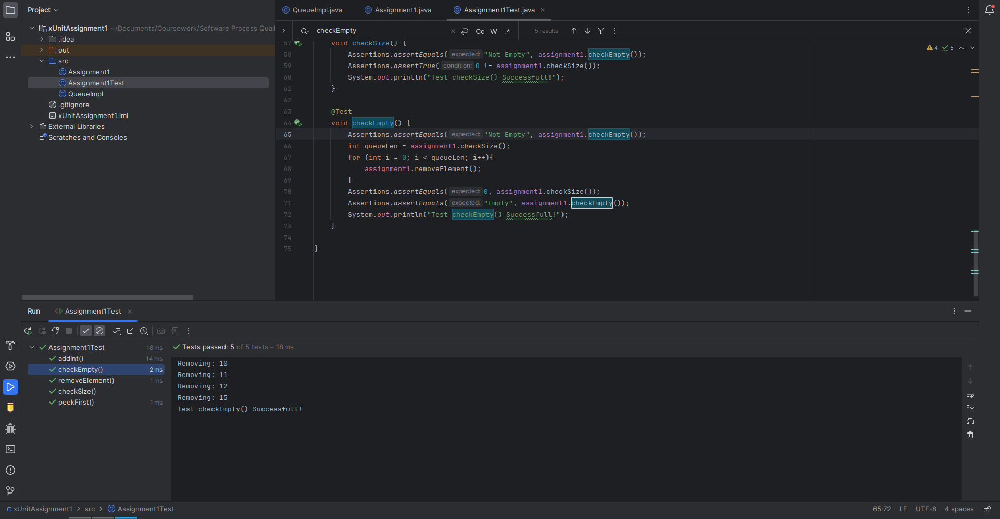 Project
QueueImpl.java
Assignment1.java
Assignment1Test.java
xUnitAssignment1 ~/Documents/Coursework/Software Process Quali
.idea
out
src
Assignment1
Assignment1Test
QueueImpl
.gitignore
xUnitAssignment1.iml
External Libraries
Scratches and Consoles
checkEmpty
Cc W .*
5 results
4 5
57 void checkSize() {
58 Assertions.assertEquals( expected: "Not Empty", assignment1.checkEmpty());
59 Assertions.assertTrue( condition: 0 != assignment1.checkSize());
60 System.out.println("Test checkSize() Successfull!");
61 }
62
63 @Test
64 void checkEmpty() {
65 Assertions.assertEquals( expected: "Not Empty", assignment1.checkEmpty());
66 int queueLen = assignment1.checkSize();
67 for (int i = 0; i < queueLen; i++){
68 assignment1.removeElement();
69 }
70 Assertions.assertEquals( expected: 0, assignment1.checkSize());
71 Assertions.assertEquals( expected: "Empty", assignment1.checkEmpty());
72 System.out.println("Test checkEmpty() Successfull!");
73 }
74
75 }
Run
Assignment1Test
Assignment1Test 18 ms
addInt() 14 ms
checkEmpty() 2 ms
removeElement() 1 ms
checkSize()
peekFirst() 1 ms
Tests passed: 5 of 5 tests – 18 ms
Removing: 10
Removing: 11
Removing: 12
Removing: 15
Test checkEmpty() Successfull!
xUnitAssignment1 > src > Assignment1Test
65:72 LF UTF-8 4 spaces